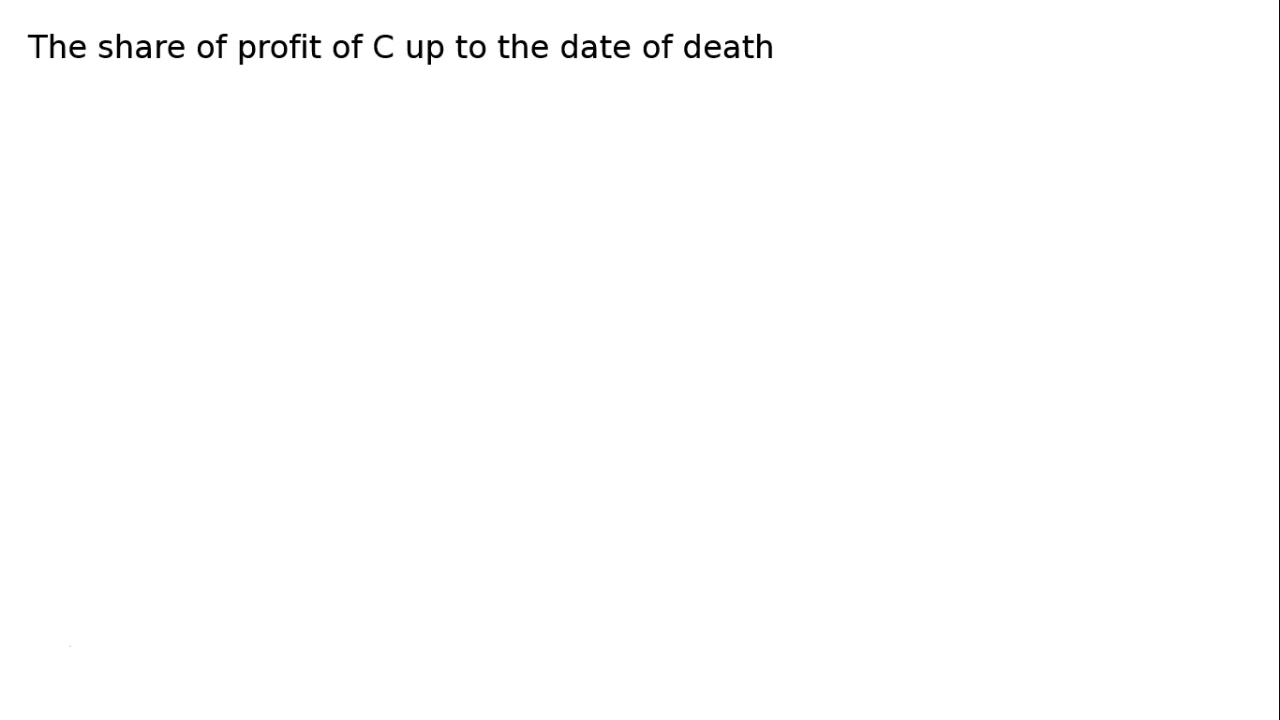 The share of profit of C up to the date of death